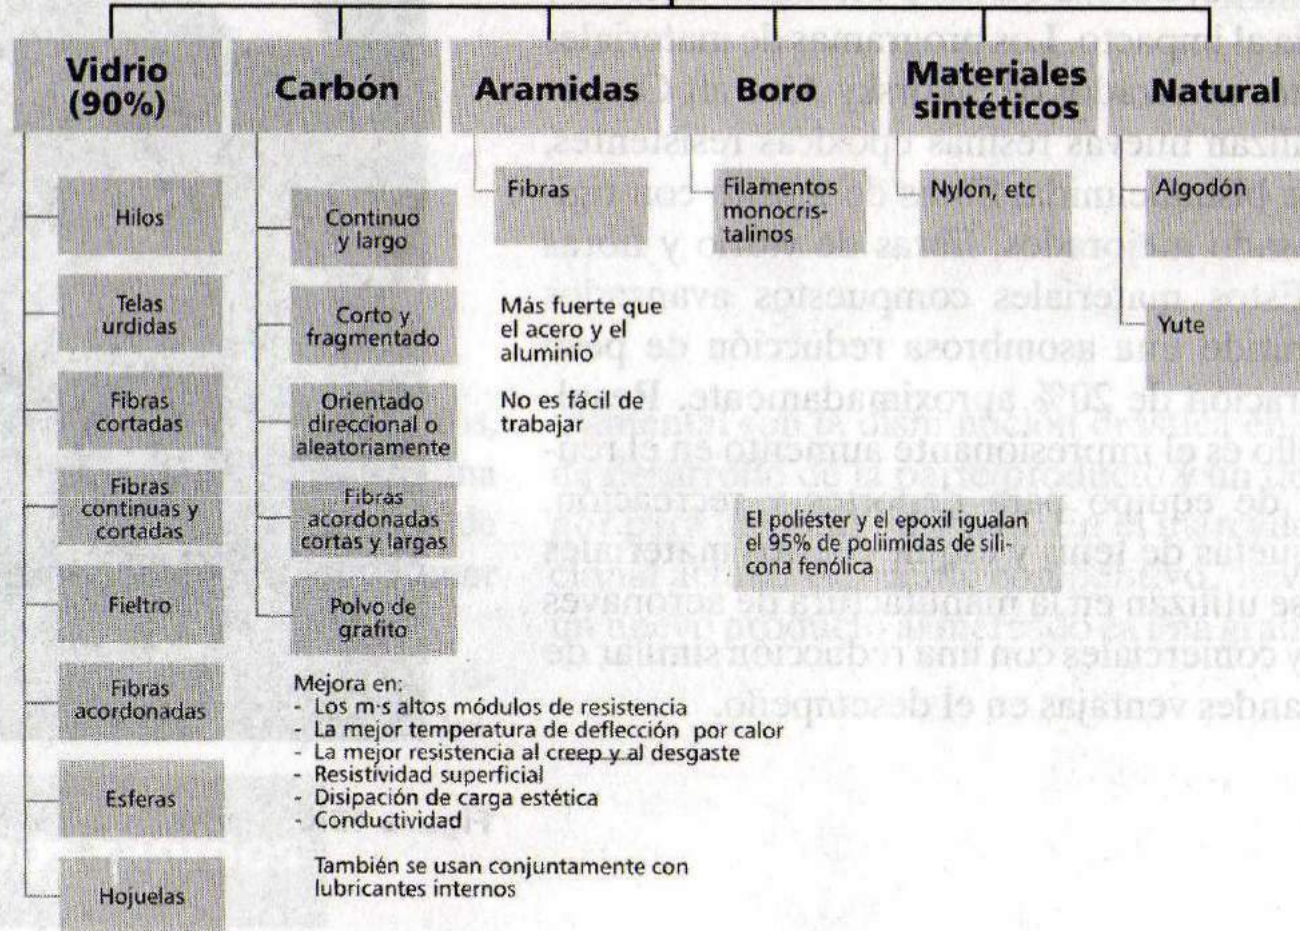 Vidrio
(90%)
Carbón
Aramidas
Boro
Materiales
sintéticos
Natural
Hilos
Telas
urdidas
Fibras
cortadas
Fibras
continuas y
cortadas
Fieltro
Fibras
acordonadas
Esferas
Hojuelas
Continuo
y largo
Corto y
fragmentado
Orientado
direccional o
aleatoriamente
Fibras
acordonadas
cortas y largas
Polvo de
grafito
Mejora en:
- Los m·s altos módulos de resistencia
- La mejor temperatura de deflección por calor
- La mejor resistencia al creep y al desgaste
- Resistividad superficial
- Disipación de carga estética
- Conductividad
También se usan conjuntamente con
lubricantes internos
Fibras
Más fuerte que
el acero y el
aluminio
No es fácil de
trabajar
Filamentos
monocris-
talinos
Nylon, etc
Algodón
Yute
El poliéster y el epoxil igualan
el 95% de poliimidas de sili-
cona fenólica